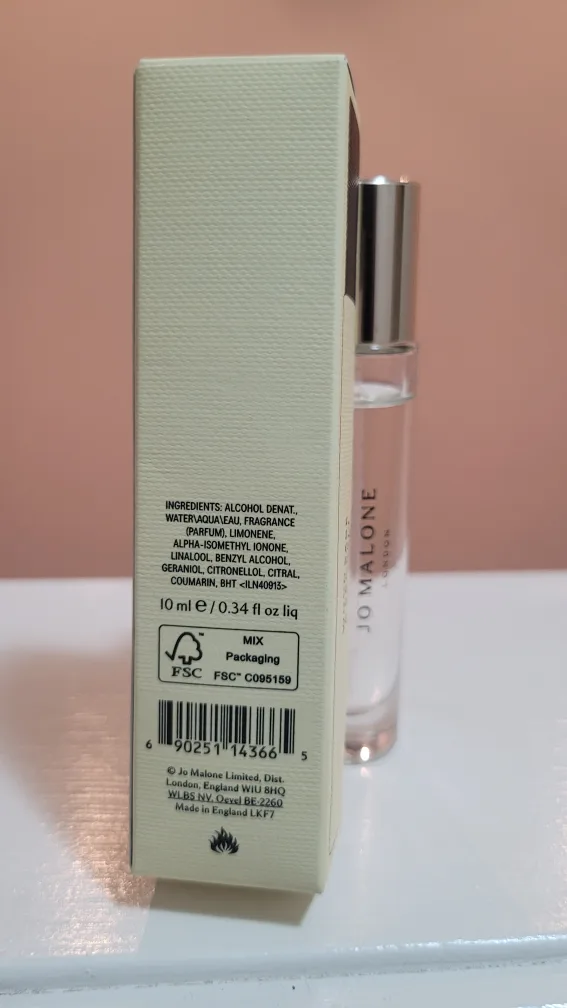 INGREDIENTS: ALCOHOL DENAT.,
WATER\AQUA\EAU, FRAGRANCE
(PARFUM), LIMONENE,
ALPHA-ISOMETHYL IONONE,
LINALOOL, BENZYL ALCOHOL,
GERANIOL, CITRONELLOL, CITRAL,
COUMARIN, BHT <ILN40913>
10 ml e / 0.34 fl oz liq
FSC
MIX
Packaging
FSC™ C095159
6 90251 14366 5
© Jo Malone Limited, Dist.
London, England W1U 8HQ
WLBS NV, Oevel BE-2260
Made in England LKF7
JO MALONE
LONDON